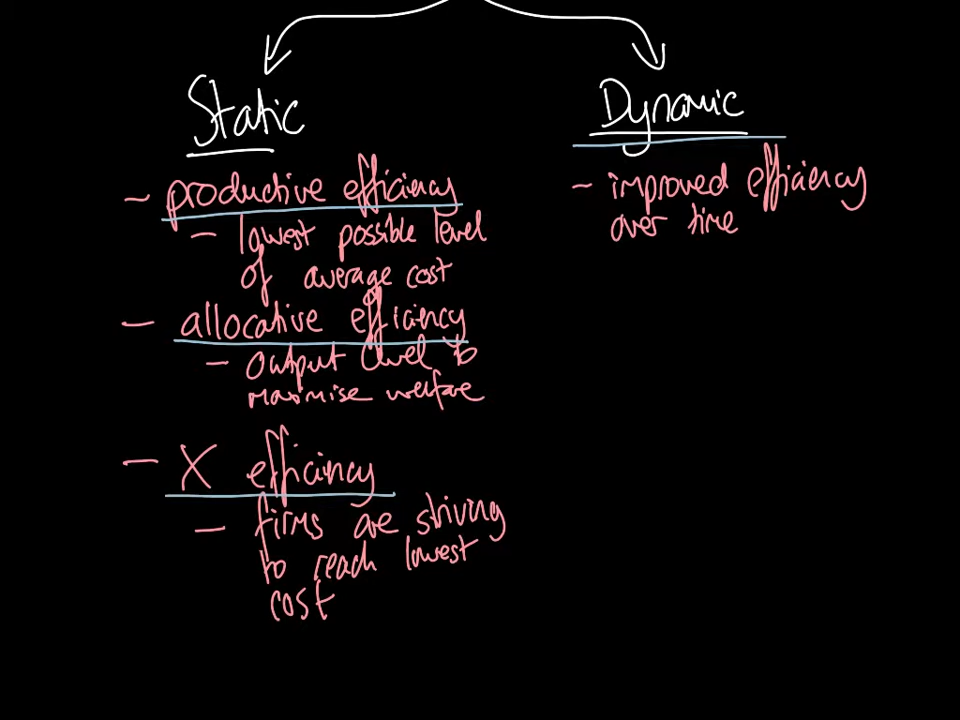 Static
- productive efficiency
- lowest possible level
of average cost
- allocative efficiency
- output level to
maximise welfare
- X efficiency
- firms are striving
to reach lowest
cost
Dynamic
- improved efficiency
over time